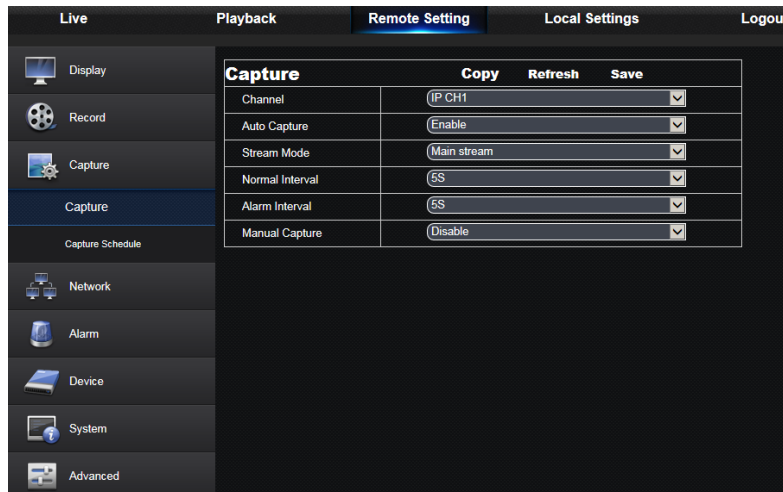 Live Playback Remote Setting Local Settings Logou
Display
Record
Capture
Capture
Capture Schedule
Network
Alarm
Device
System
Advanced
Capture Copy Refresh Save
Channel IP CH1
Auto Capture Enable
Stream Mode Main stream
Normal Interval 5S
Alarm Interval 5S
Manual Capture Disable